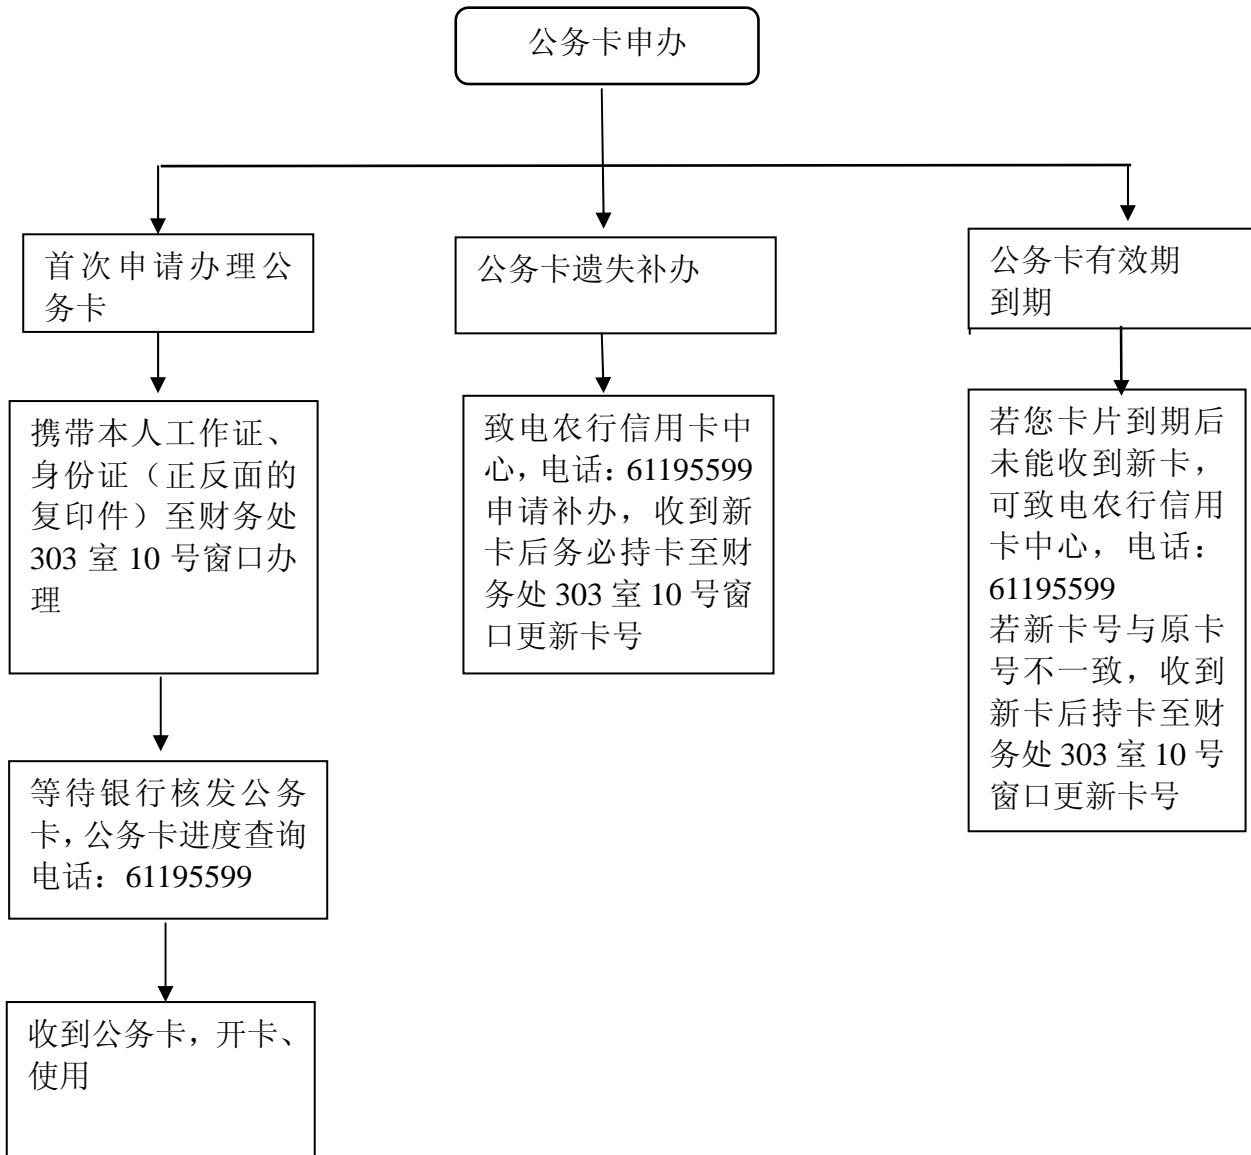 公务卡申办
首次申请办理公
务卡
公务卡遗失补办
公务卡有效期
到期
携带本人工作证、
身份证（正反面的
复印件）至财务处
303 室 10 号窗口办
理
致电农行信用卡中
心，电话：61195599
申请补办，收到新
卡后务必持卡至财
务处 303 室 10 号窗
口更新卡号
若您卡片到期后
未能收到新卡，
可致电农行信用
卡中心，电话：
61195599
若新卡号与原卡
号不一致，收到
新卡后持卡至财
务处 303 室 10 号
窗口更新卡号
等待银行核发公务
卡，公务卡进度查询
电话：61195599
收到公务卡，开卡、
使用